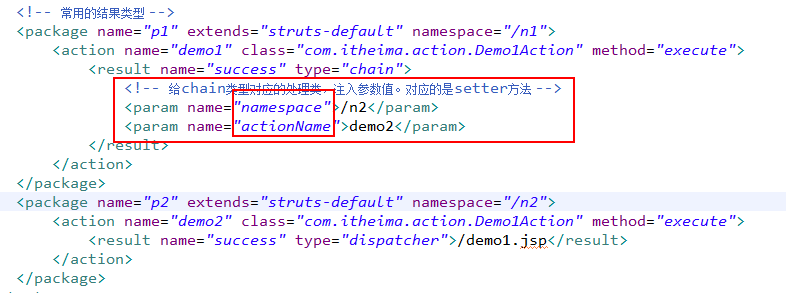 <!-- 常用的结果类型 -->
<package name="p1" extends="struts-default" namespace="/n1">
<action name="demo1" class="com.itheima.action.Demo1Action" method="execute">
<result name="success" type="chain">
<!-- 给chain类型对应的处理类，注入参数值。对应的是setter方法 -->
<param name="namespace">/n2</param>
<param name="actionName">demo2</param>
</result>
</action>
</package>
<package name="p2" extends="struts-default" namespace="/n2">
<action name="demo2" class="com.itheima.action.Demo1Action" method="execute">
<result name="success" type="dispatcher">/demo1.jsp</result>
</action>
</package>